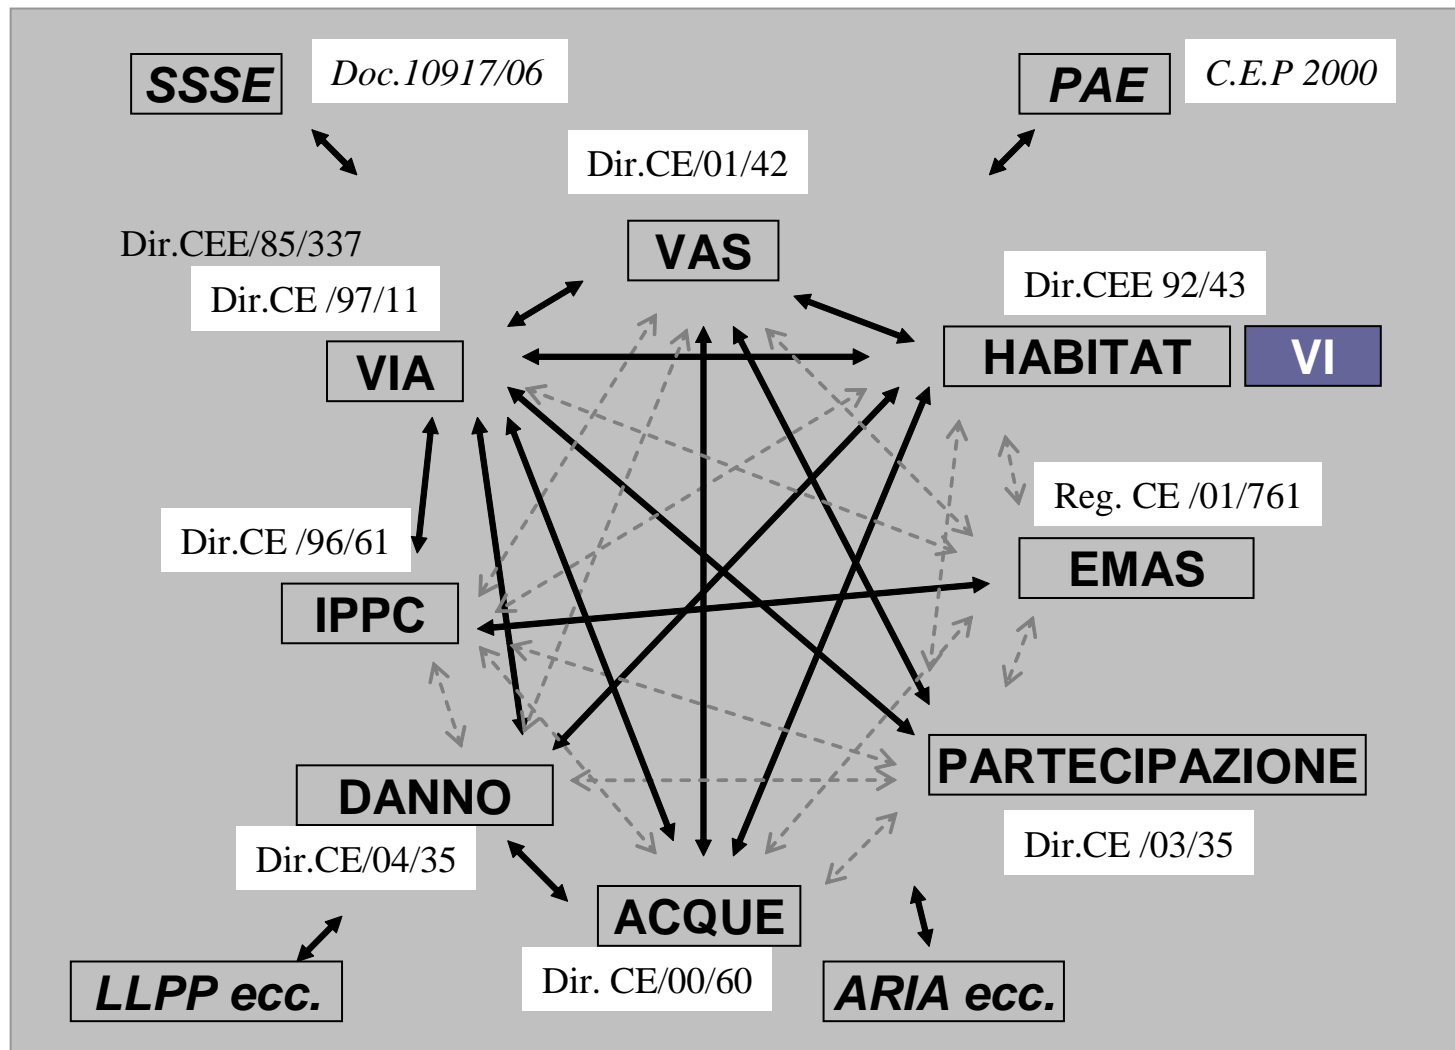 SSSE
Doc.10917/06
PAE
C.E.P 2000
Dir.CE/01/42
VAS
Dir.CEE/85/337
Dir.CE /97/11
VIA
Dir.CEE 92/43
HABITAT
VI
Reg. CE /01/761
EMAS
Dir.CE /96/61
IPPC
PARTECIPAZIONE
Dir.CE /03/35
DANNO
Dir.CE/04/35
ACQUE
Dir. CE/00/60
LLPP ecc.
ARIA ecc.